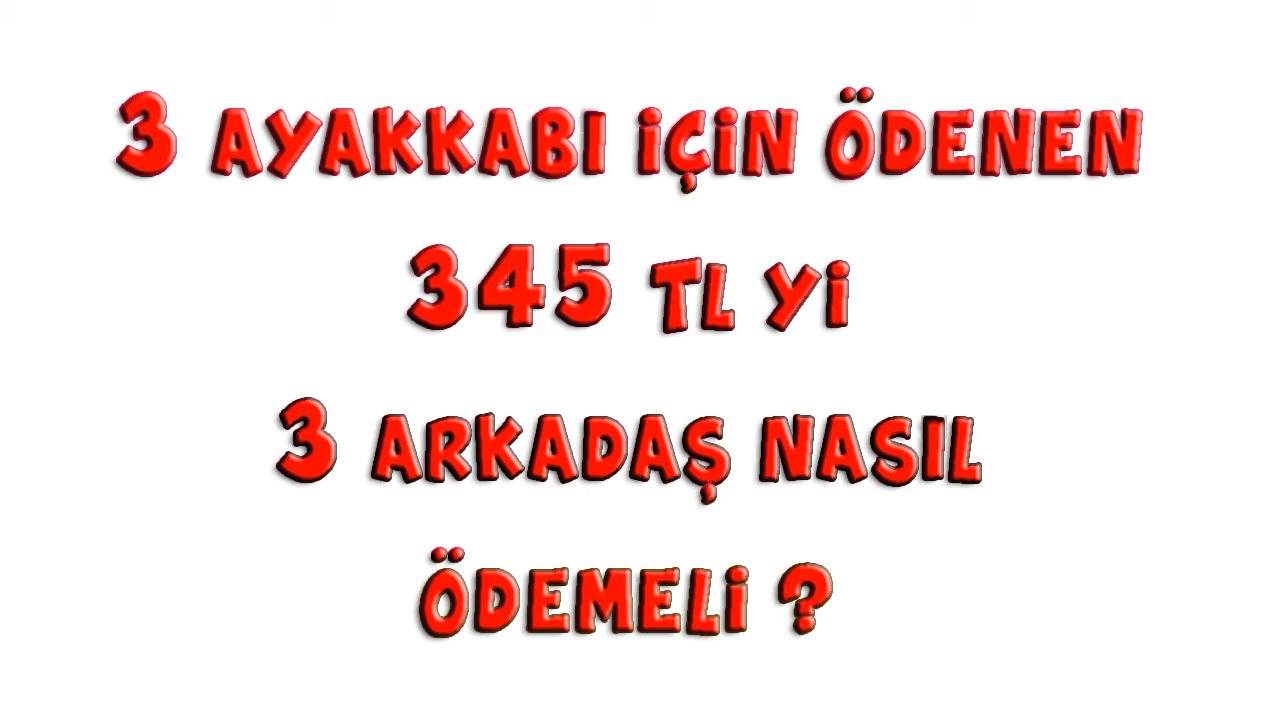 3 AYAKKABI İÇİN ÖDENEN
345 TL Yİ
3 ARKADAŞ NASIL
ÖDEMELİ ?